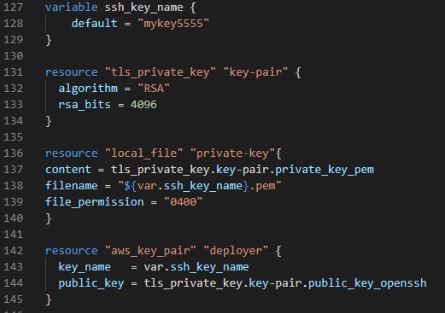 127 variable ssh_key_name {
128     default = "mykey5555"
129 }
130
131 resource "tls_private_key" "key-pair" {
132   algorithm = "RSA"
133   rsa_bits = 4096
134 }
135
136 resource "local_file" "private-key"{
137 content = tls_private_key.key-pair.private_key_pem
138 filename = "${var.ssh_key_name}.pem"
139 file_permission = "0400"
140 }
141
142 resource "aws_key_pair" "deployer" {
143   key_name   = var.ssh_key_name
144   public_key = tls_private_key.key-pair.public_key_openssh
145 }